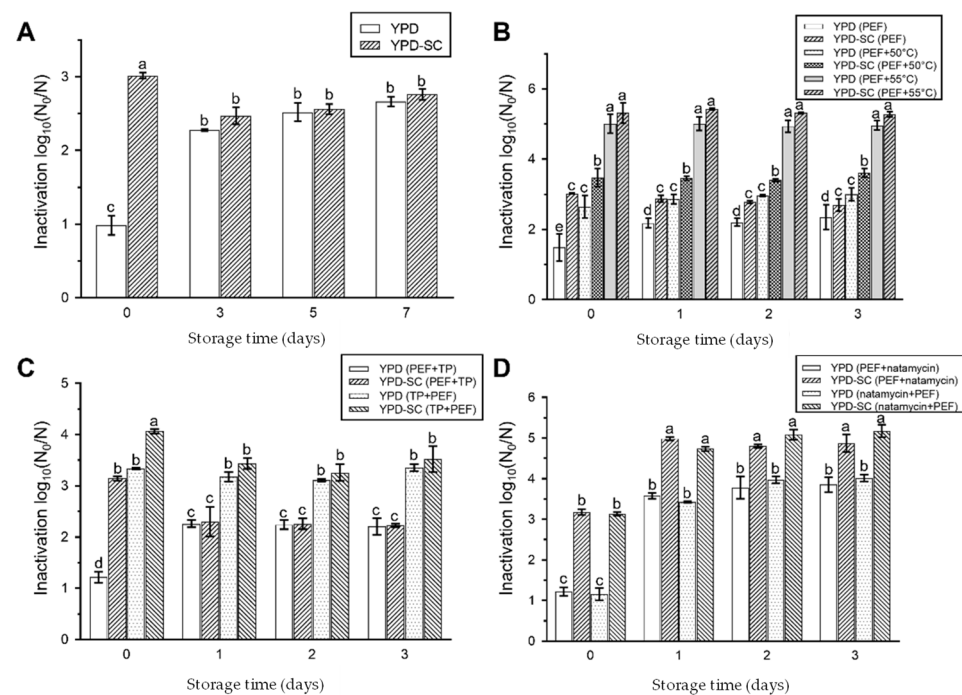 A
YPD
YPD-SC
Inactivation log10(N0/N)
4
3
2
1
0
c a b b b b b b
0 3 5 7
Storage time (days)
B
YPD (PEF)
YPD-SC (PEF)
YPD (PEF+50°C)
YPD-SC (PEF+50°C)
YPD (PEF+55°C)
YPD-SC (PEF+55°C)
Inactivation log10(N0/N)
6
4
2
0
e c c b a a d c c b a a d c c b a a d c c b a a
0 1 2 3
Storage time (days)
C
YPD (PEF+TP)
YPD-SC (PEF+TP)
YPD (TP+PEF)
YPD-SC (TP+PEF)
Inactivation log10(N0/N)
5
4
3
2
1
0
d b b a c c b b c c b b c c b b
0 1 2 3
Storage time (days)
D
YPD (PEF+natamycin)
YPD-SC (PEF+natamycin)
YPD (natamycin+PEF)
YPD-SC (natamycin+PEF)
Inactivation log10(N0/N)
6
5
4
3
2
1
0
c b c b b a b a b a b a b a b a
0 1 2 3
Storage time (days)